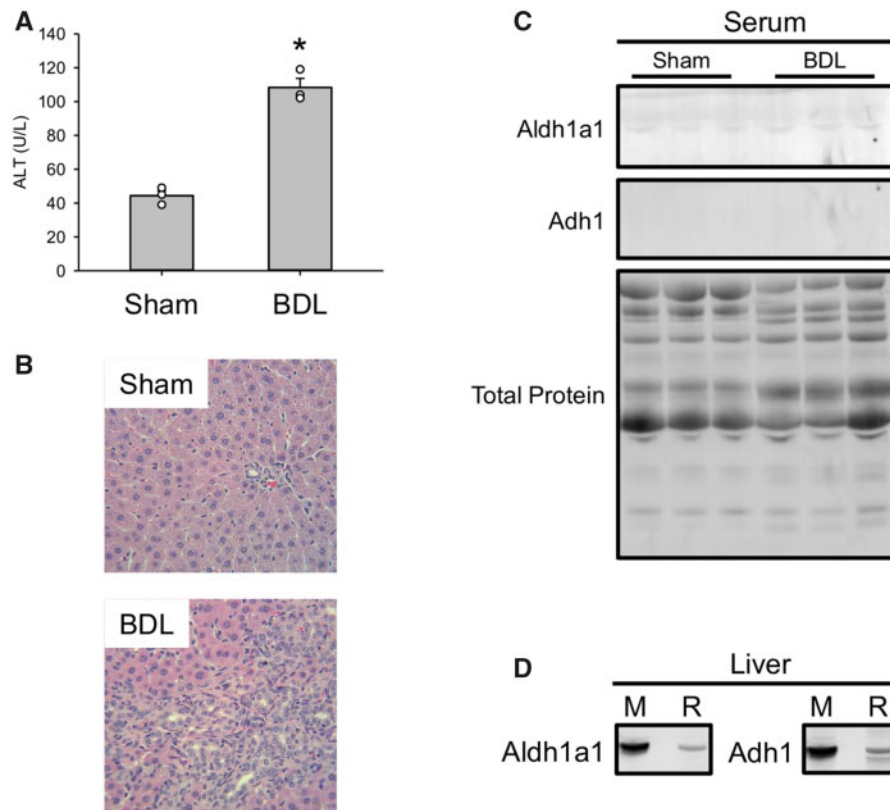 A
ALT (U/L)
140
120
100
80
60
40
20
0
*
Sham
BDL
B
Sham
BDL
C
Serum
Sham
BDL
Aldh1a1
Adh1
Total Protein
D
Liver
M
R
Aldh1a1
M
R
Adh1